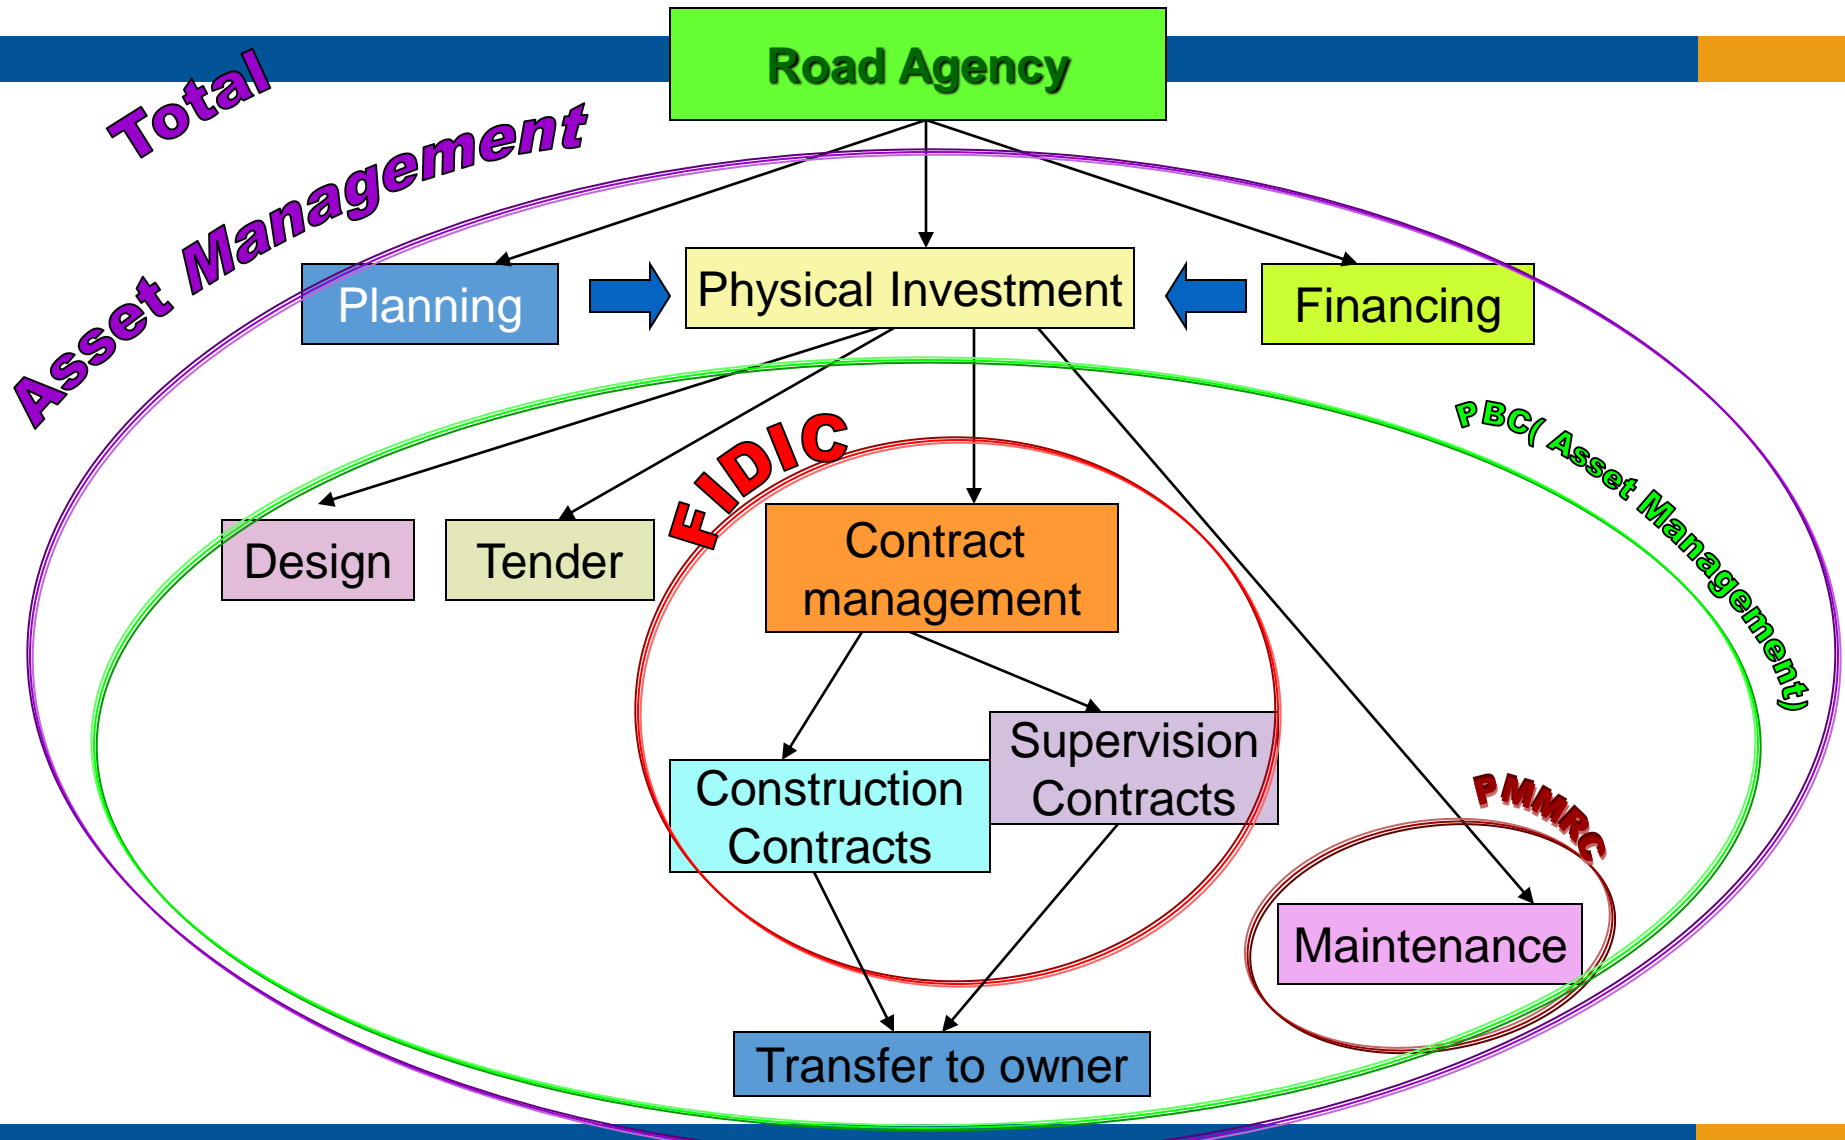 Road Agency
Total
Asset Management
Planning
Physical Investment
Financing
PBC( Asset Management)
FIDIC
Design
Tender
Contract
management
Supervision
Contracts
Construction
Contracts
PMMRC
Maintenance
Transfer to owner